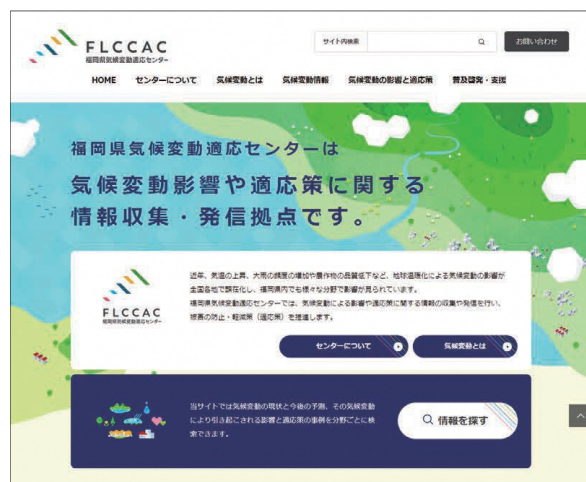 FLCCAC
福岡県気候変動適応センター
サイト内検索
お問い合わせ
HOME センターについて 気候変動とは 気候変動情報 気候変動の影響と適応策 普及啓発・支援
福岡県気候変動適応センターは
気候変動影響や適応策に関する
情報収集・発信拠点です。
FLCCAC
福岡県気候変動適応センター
近年、気温の上昇、大雨の頻度の増加や農作物の品質低下など、地球温暖化による気候変動の影響が
全国各地で顕在化し、福岡県内でも様々な分野で影響が見られています。
福岡県気候変動適応センターでは、気候変動による影響や適応策に関する情報の収集や発信を行い、
被害の防止・軽減策（適応策）を推進します。
センターについて
気候変動とは
当サイトでは気候変動の現状と今後の予測、その気候変動
により引き起こされる影響と適応策の事例を分野ごとに検
索できます。
情報を探す